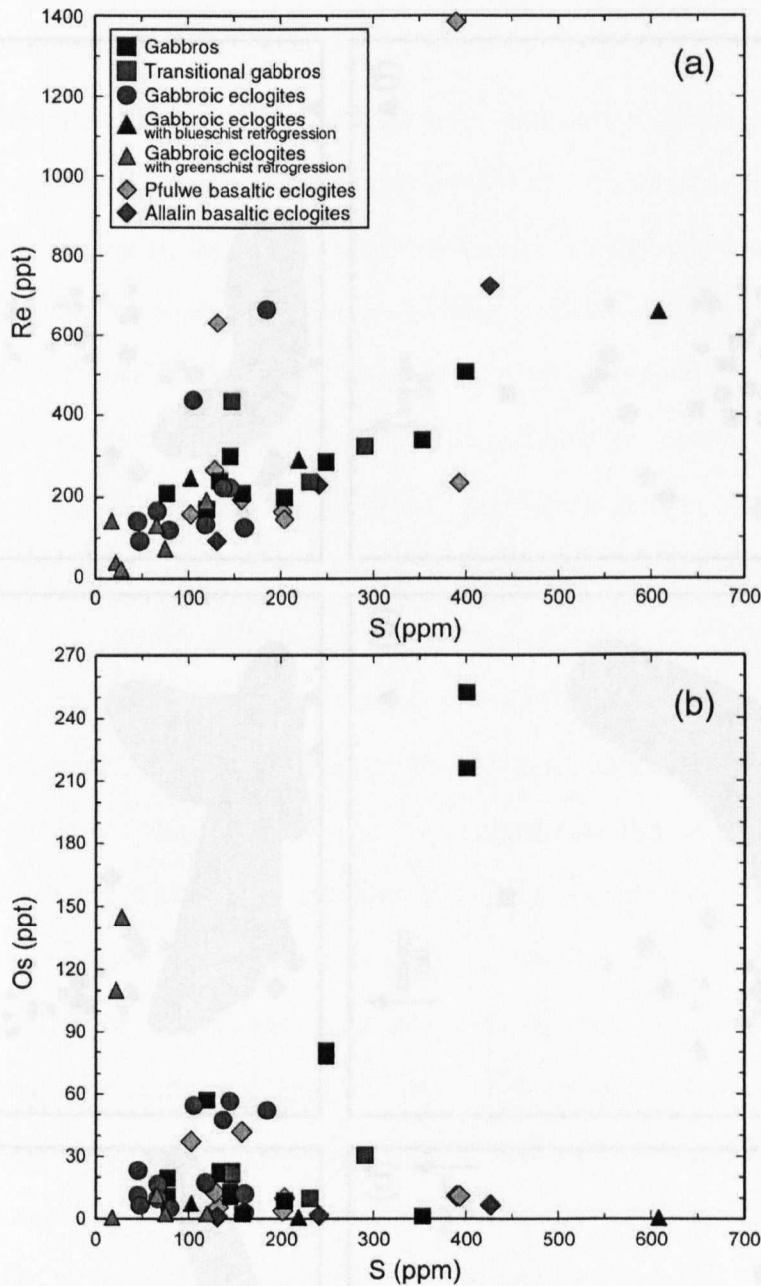 1400
1200
1000
800
600
400
200
0
Re (ppt)
(a)
Gabbros
Transitional gabbros
Gabbroic eclogites
Gabbroic eclogites
with blueschist retrogression
Gabbroic eclogites
with greenschist retrogression
Pfulwe basaltic eclogites
Allalin basaltic eclogites
0 100 200 300 400 500 600 700
S (ppm)
270
240
210
180
150
120
90
60
30
0
Os (ppt)
(b)
0 100 200 300 400 500 600 700
S (ppm)